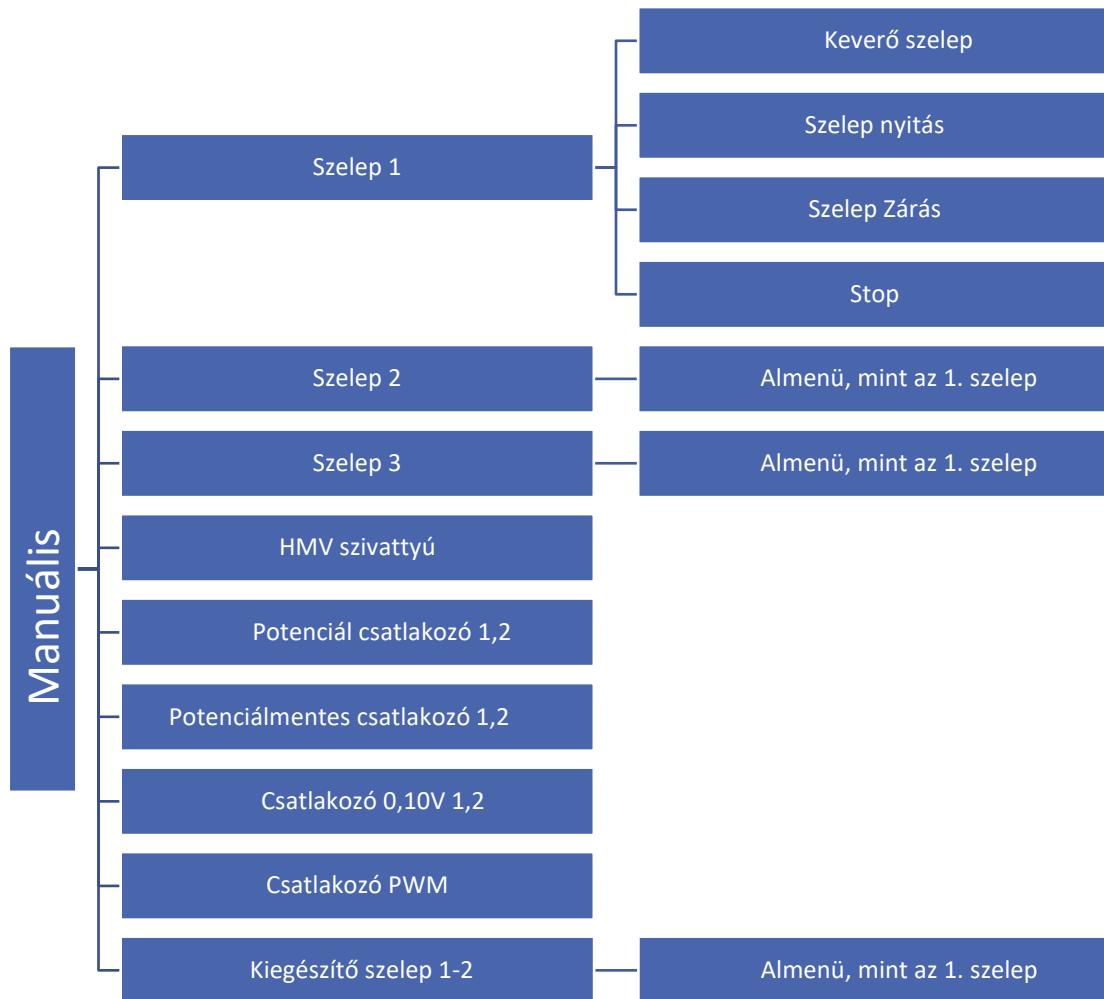 Manuális
Szelep 1
Keverő szelep
Szelep nyitás
Szelep Zárás
Stop
Szelep 2
Almenü, mint az 1. szelep
Szelep 3
Almenü, mint az 1. szelep
HMV szivattyú
Potenciál csatlakozó 1,2
Potenciálmentes csatlakozó 1,2
Csatlakozó 0,10V 1,2
Csatlakozó PWM
Kiegészítő szelep 1-2
Almenü, mint az 1. szelep